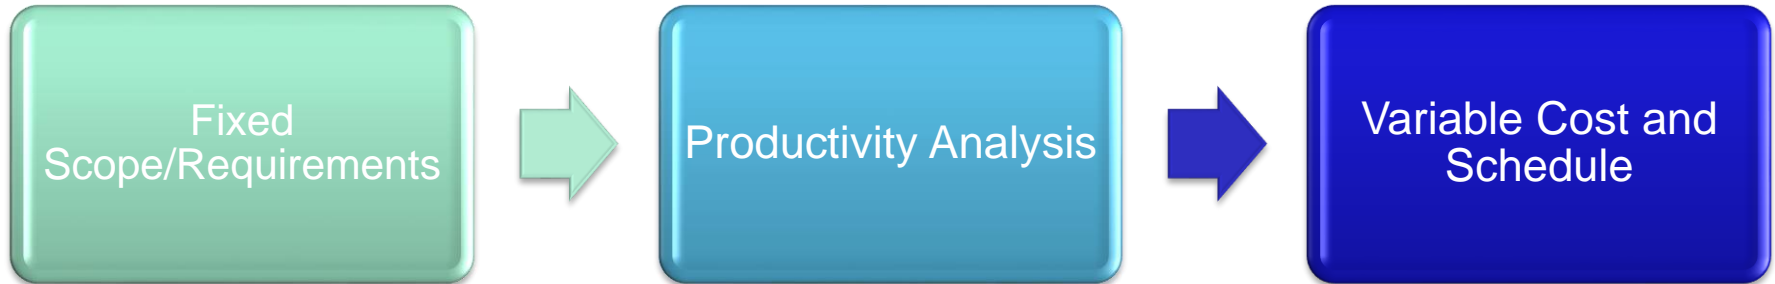 Fixed
Scope/Requirements
Productivity Analysis
Variable Cost and
Schedule